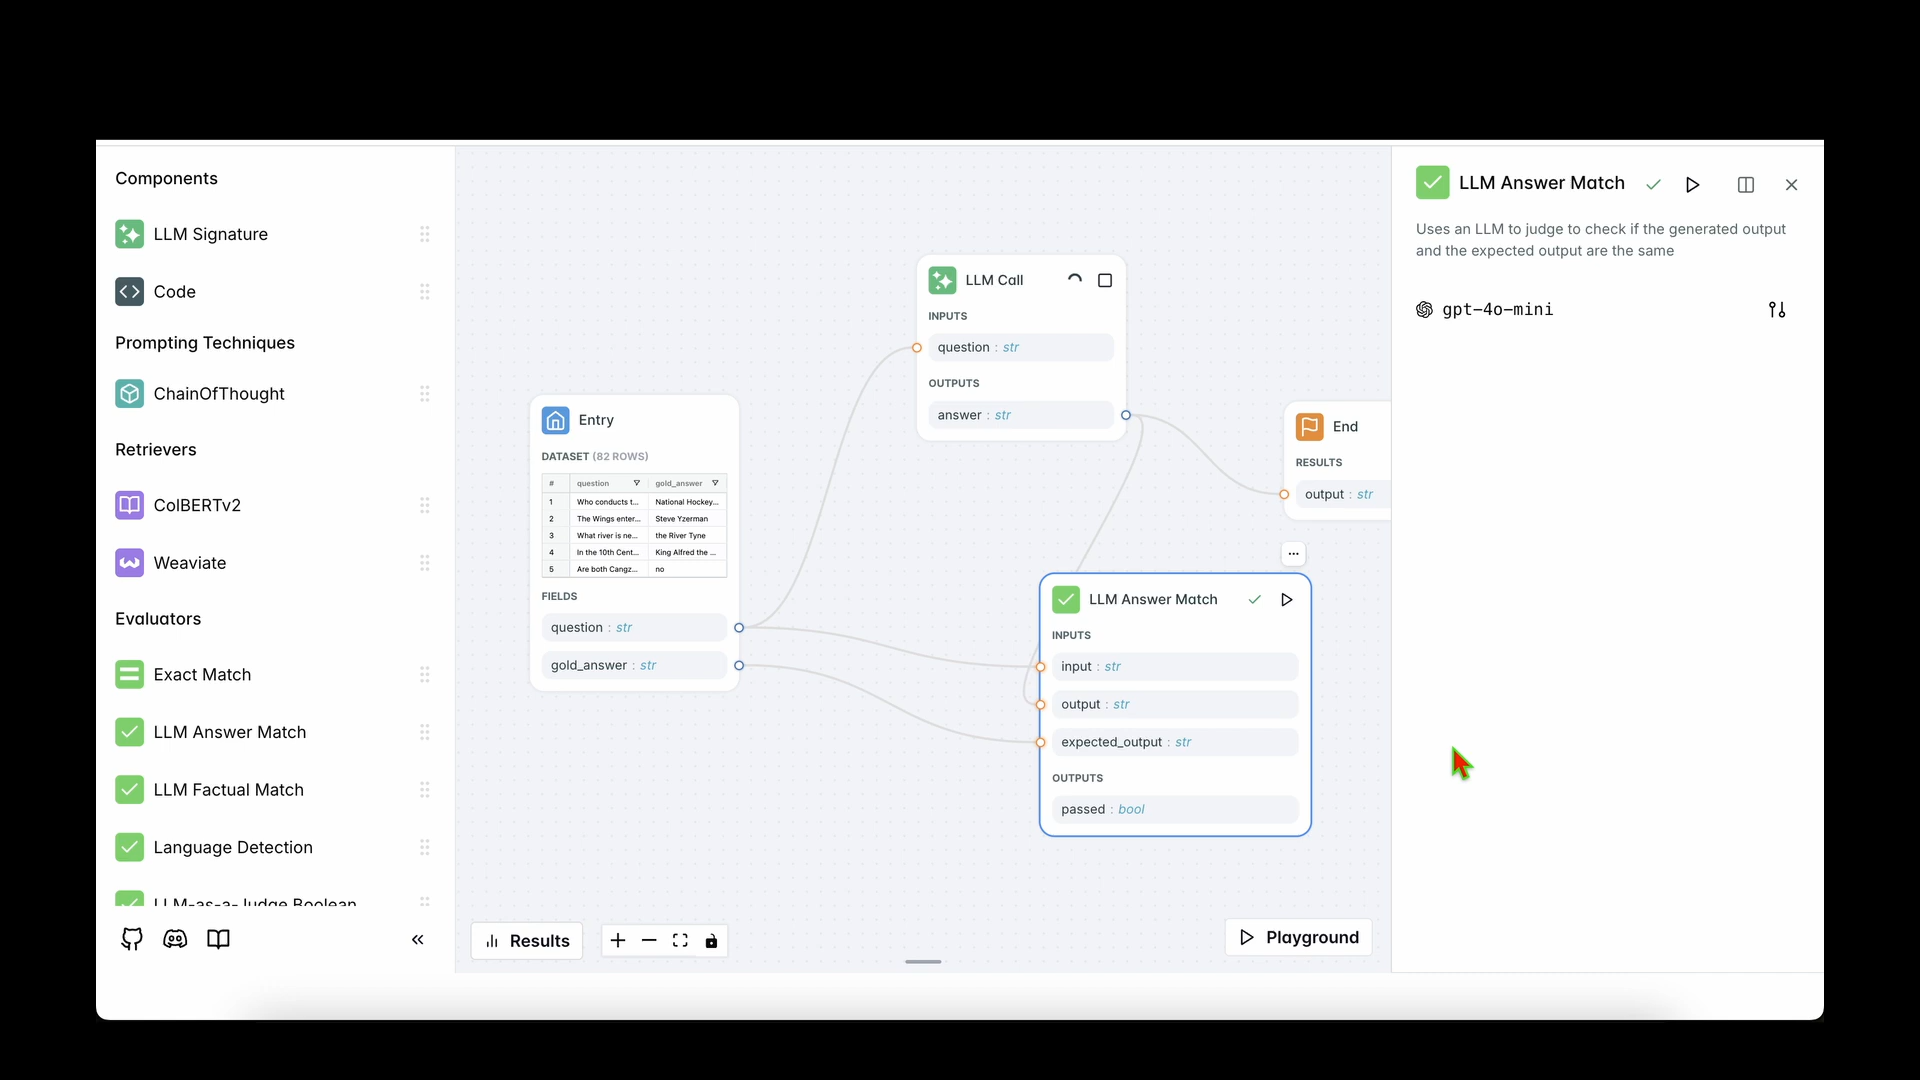 Components
LLM Signature
Code
Prompting Techniques
ChainOfThought
Retrievers
ColBERTv2
Weaviate
Evaluators
Exact Match
LLM Answer Match
LLM Factual Match
Language Detection
LLM-as-a-Judge Boolean
Entry
DATASET (82 ROWS)
# question gold_answer
1 Who conducts t... National Hockey...
2 The Wings enter... Steve Yzerman
3 What river is ne... the River Tyne
4 In the 10th Cent... King Alfred the ...
5 Are both Cangz... no
FIELDS
question : str
gold_answer : str
LLM Call
INPUTS
question : str
OUTPUTS
answer : str
End
RESULTS
output : str
LLM Answer Match
INPUTS
input : str
output : str
expected_output : str
OUTPUTS
passed : bool
Results
Playground
LLM Answer Match
Uses an LLM to judge to check if the generated output
and the expected output are the same
gpt-4o-mini